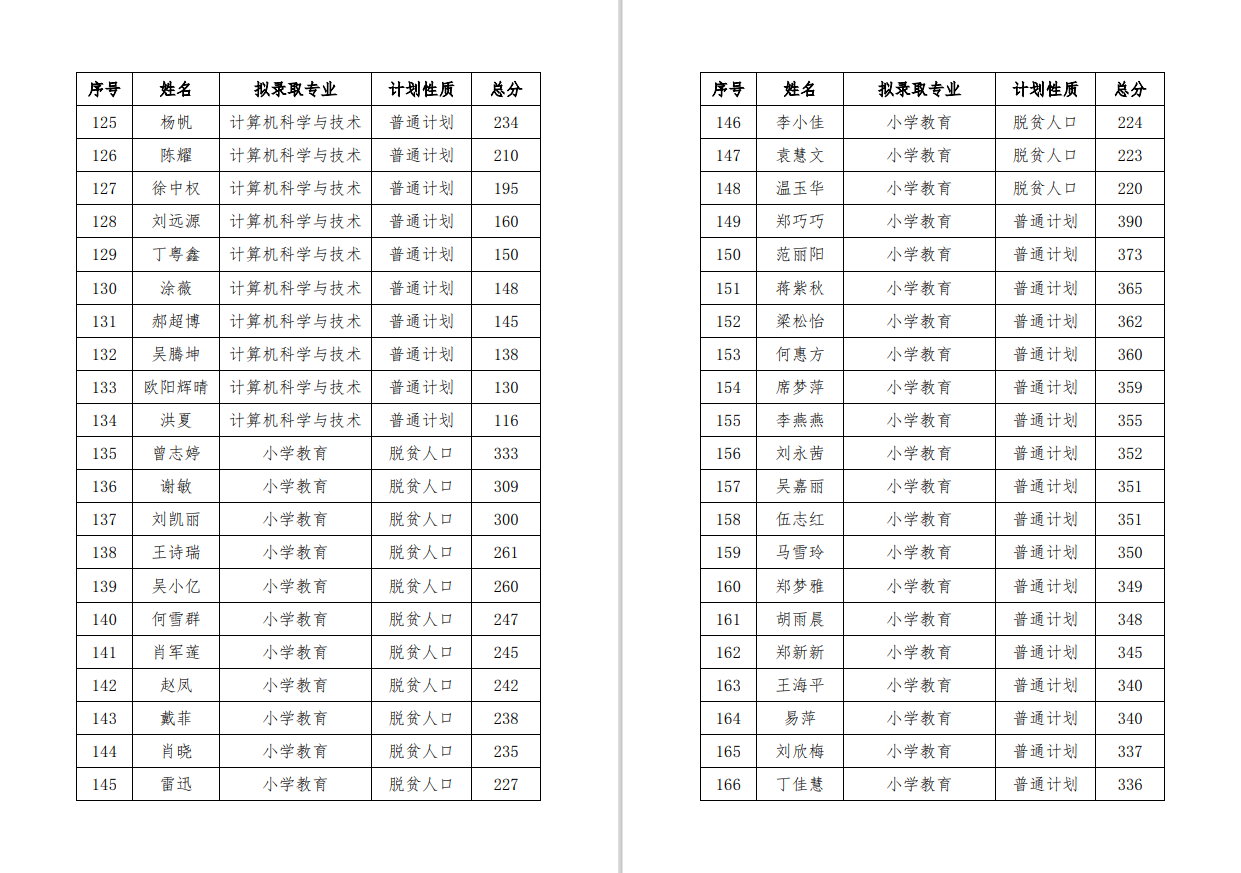 序号 姓名 拟录取专业 计划性质 总分
125 杨帆 计算机科学与技术 普通计划 234
126 陈耀 计算机科学与技术 普通计划 210
127 徐中权 计算机科学与技术 普通计划 195
128 刘远源 计算机科学与技术 普通计划 160
129 丁粤鑫 计算机科学与技术 普通计划 150
130 涂薇 计算机科学与技术 普通计划 148
131 郝超博 计算机科学与技术 普通计划 145
132 吴腾坤 计算机科学与技术 普通计划 138
133 欧阳辉晴 计算机科学与技术 普通计划 130
134 洪夏 计算机科学与技术 普通计划 116
135 曾志婷 小学教育 脱贫人口 333
136 谢敏 小学教育 脱贫人口 309
137 刘凯丽 小学教育 脱贫人口 300
138 王诗瑞 小学教育 脱贫人口 261
139 吴小亿 小学教育 脱贫人口 260
140 何雪群 小学教育 脱贫人口 247
141 肖军莲 小学教育 脱贫人口 245
142 赵凤 小学教育 脱贫人口 242
143 戴菲 小学教育 脱贫人口 238
144 肖晓 小学教育 脱贫人口 235
145 雷迅 小学教育 脱贫人口 227
序号 姓名 拟录取专业 计划性质 总分
146 李小佳 小学教育 脱贫人口 224
147 袁慧文 小学教育 脱贫人口 223
148 温玉华 小学教育 脱贫人口 220
149 郑巧巧 小学教育 普通计划 390
150 范丽阳 小学教育 普通计划 373
151 蒋紫秋 小学教育 普通计划 365
152 梁松怡 小学教育 普通计划 362
153 何惠方 小学教育 普通计划 360
154 席梦萍 小学教育 普通计划 359
155 李燕燕 小学教育 普通计划 355
156 刘永茜 小学教育 普通计划 352
157 吴嘉丽 小学教育 普通计划 351
158 伍志红 小学教育 普通计划 351
159 马雪玲 小学教育 普通计划 350
160 郑梦雅 小学教育 普通计划 349
161 胡雨晨 小学教育 普通计划 348
162 郑新新 小学教育 普通计划 345
163 王海平 小学教育 普通计划 340
164 易萍 小学教育 普通计划 340
165 刘欣梅 小学教育 普通计划 337
166 丁佳慧 小学教育 普通计划 336